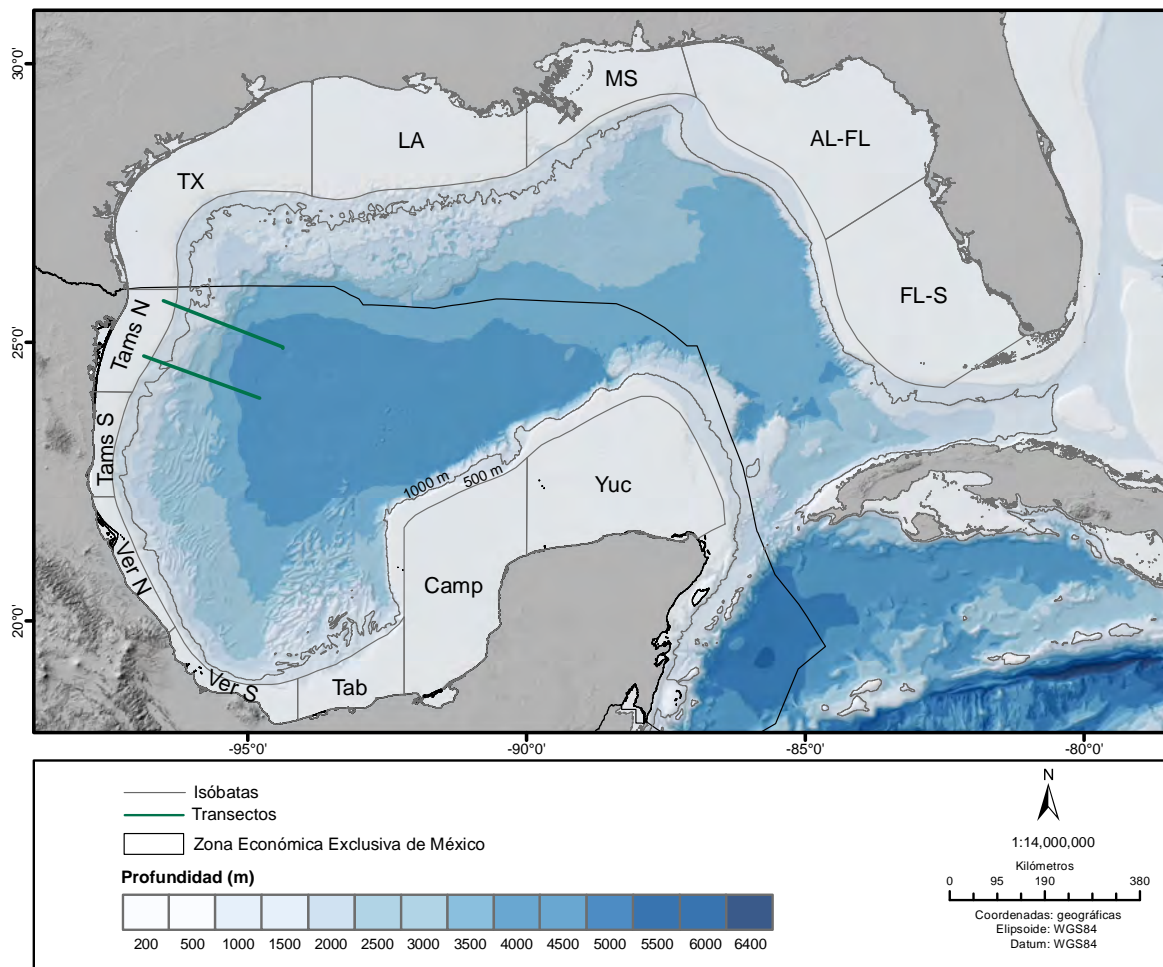 30°0'
25°0'
20°0'
MS
LA
AL-FL
TX
FL-S
Tams N
Tams S
1000 m
500 m
Yuc
Ver N
Camp
Ver S
Tab
-95°0'
-90°0'
-85°0'
-80°0'
Isóbatas
Transectos
Zona Económica Exclusiva de México
Profundidad (m)
200 500 1000 1500 2000 2500 3000 3500 4000 4500 5000 5500 6000 6400
N
1:14,000,000
Kilómetros
0 95 190 380
Coordenadas: geográficas
Elipsoide: WGS84
Datum: WGS84